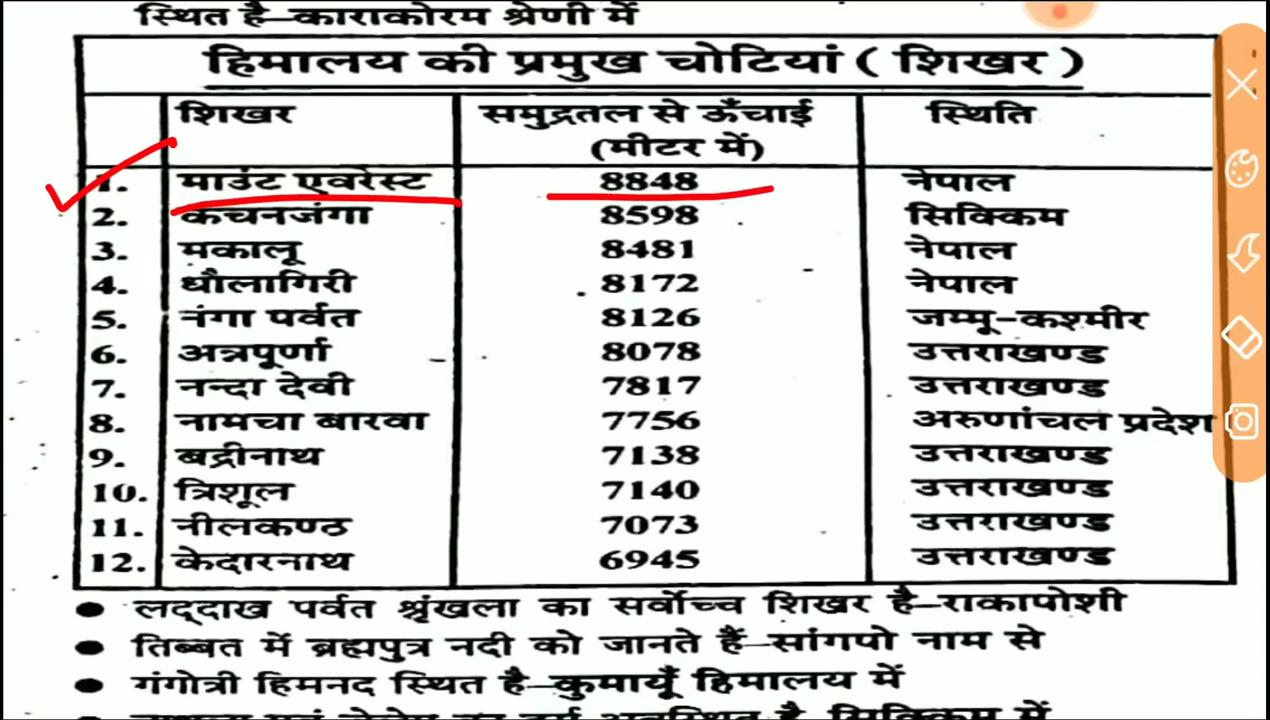 स्थित है–काराकोरम श्रेणी में
हिमालय की प्रमुख चोटियां ( शिखर )
शिखर समुद्रतल से ऊँचाई (मीटर में) स्थिति
1. माउंट एवरेस्ट 8848 नेपाल
2. कंचनजंगा 8598 सिक्किम
3. मकालू 8481 नेपाल
4. धौलागिरी 8172 नेपाल
5. नंगा पर्वत 8126 जम्मू–कश्मीर
6. अन्नपूर्णा 8078 उत्तराखण्ड
7. नन्दा देवी 7817 उत्तराखण्ड
8. नामचा बारवा 7756 अरुणांचल प्रदेश
9. बद्रीनाथ 7138 उत्तराखण्ड
10. त्रिशूल 7140 उत्तराखण्ड
11. नीलकण्ठ 7073 उत्तराखण्ड
12. केदारनाथ 6945 उत्तराखण्ड
● लद्दाख पर्वत श्रृंखला का सर्वोच्च शिखर है–राकापोशी
● तिब्बत में ब्रह्मपुत्र नदी को जानते हैं–सांगपो नाम से
● गंगोत्री हिमनद स्थित है–कुमायूँ हिमालय में